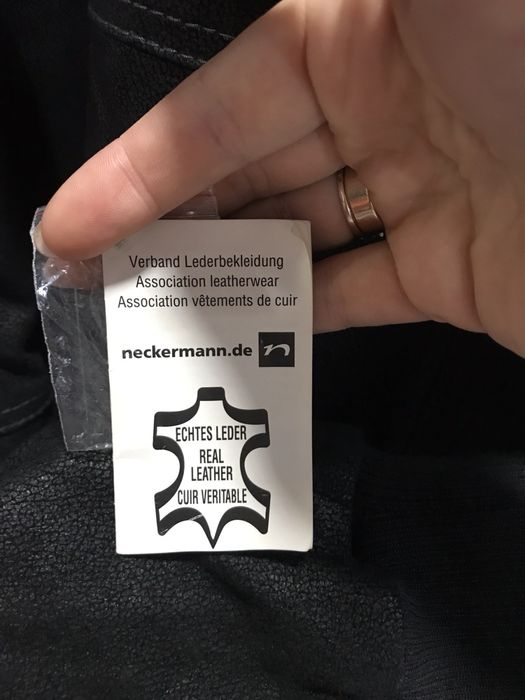 Verband Lederbekleidung
Association leatherwear
Association vêtements de cuir
neckermann.de n
ECHTES LEDER
REAL
LEATHER
CUIR VERITABLE